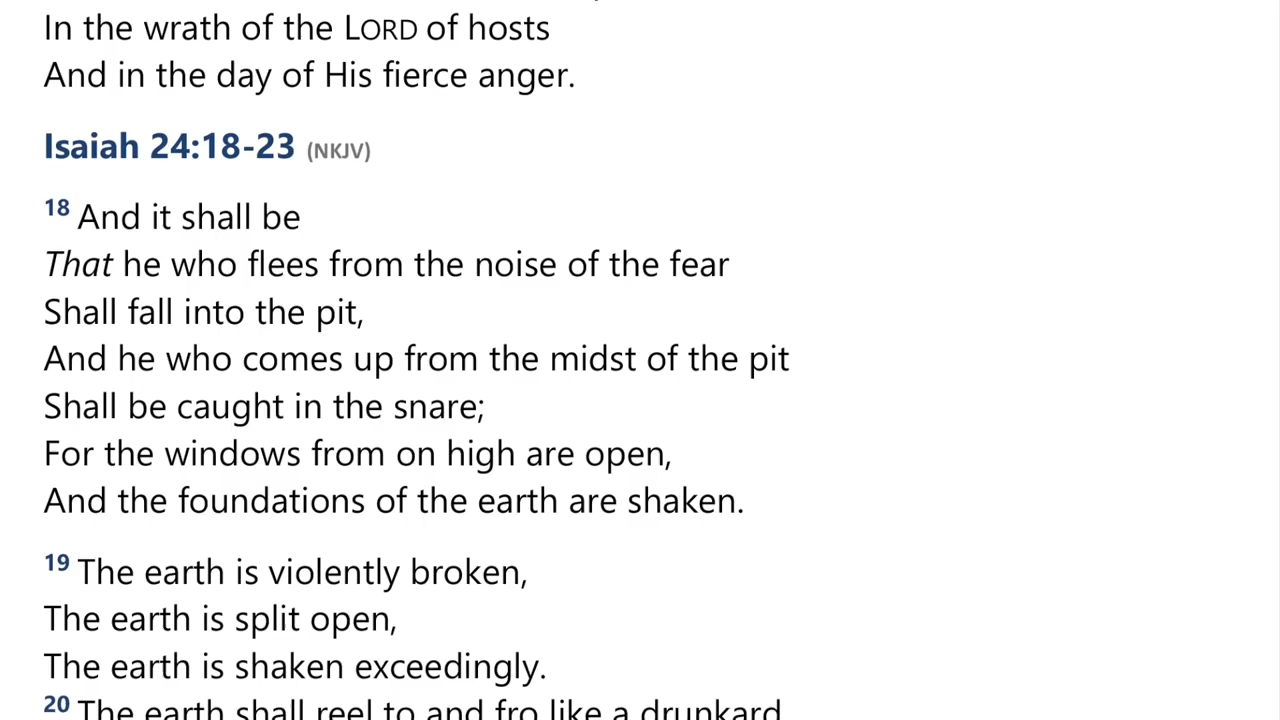 In the wrath of the LORD of hosts
And in the day of His fierce anger.
Isaiah 24:18-23 (NKJV)
18 And it shall be
That he who flees from the noise of the fear
Shall fall into the pit,
And he who comes up from the midst of the pit
Shall be caught in the snare;
For the windows from on high are open,
And the foundations of the earth are shaken.
19 The earth is violently broken,
The earth is split open,
The earth is shaken exceedingly.
20 The earth shall reel to and fro like a drunkard